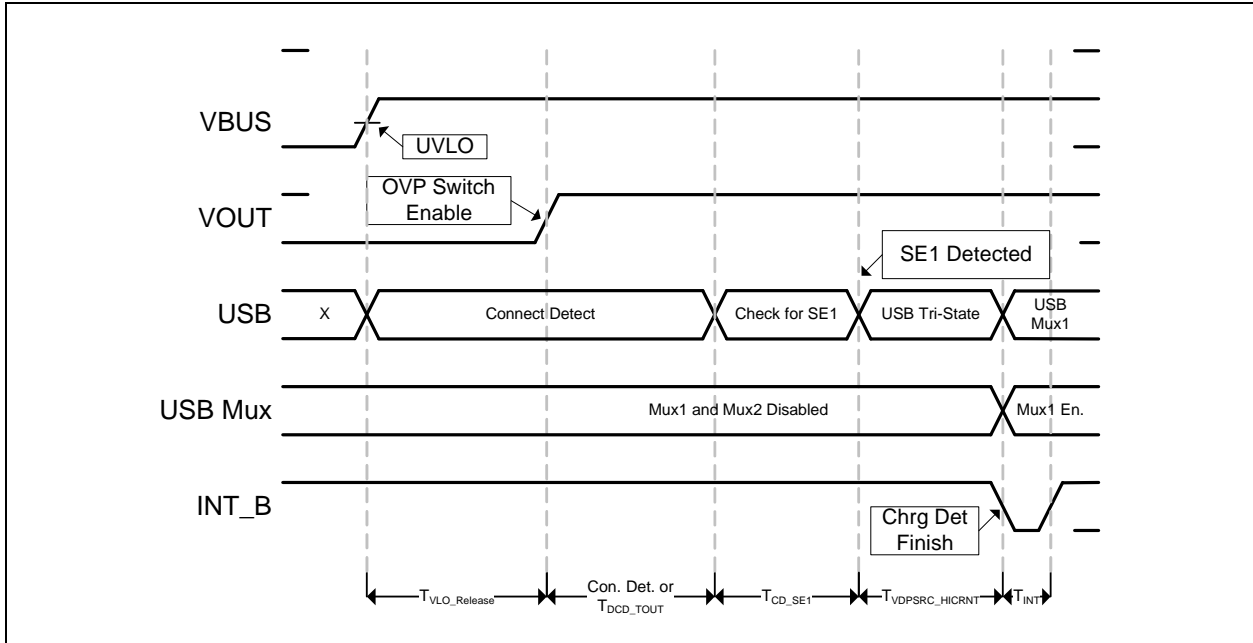 VBUS
UVLO
OVP Switch
Enable
VOUT
SE1 Detected
USB
X
Connect Detect
Check for SE1
USB Tri-State
USB
Mux1
USB Mux
Mux1 and Mux2 Disabled
Mux1 En.
INT_B
Chrg Det
Finish
TVLO_Release
Con. Det. or
TDCD_TOUT
TCD_SE1
TVDPSRC_HICRNT
TINT